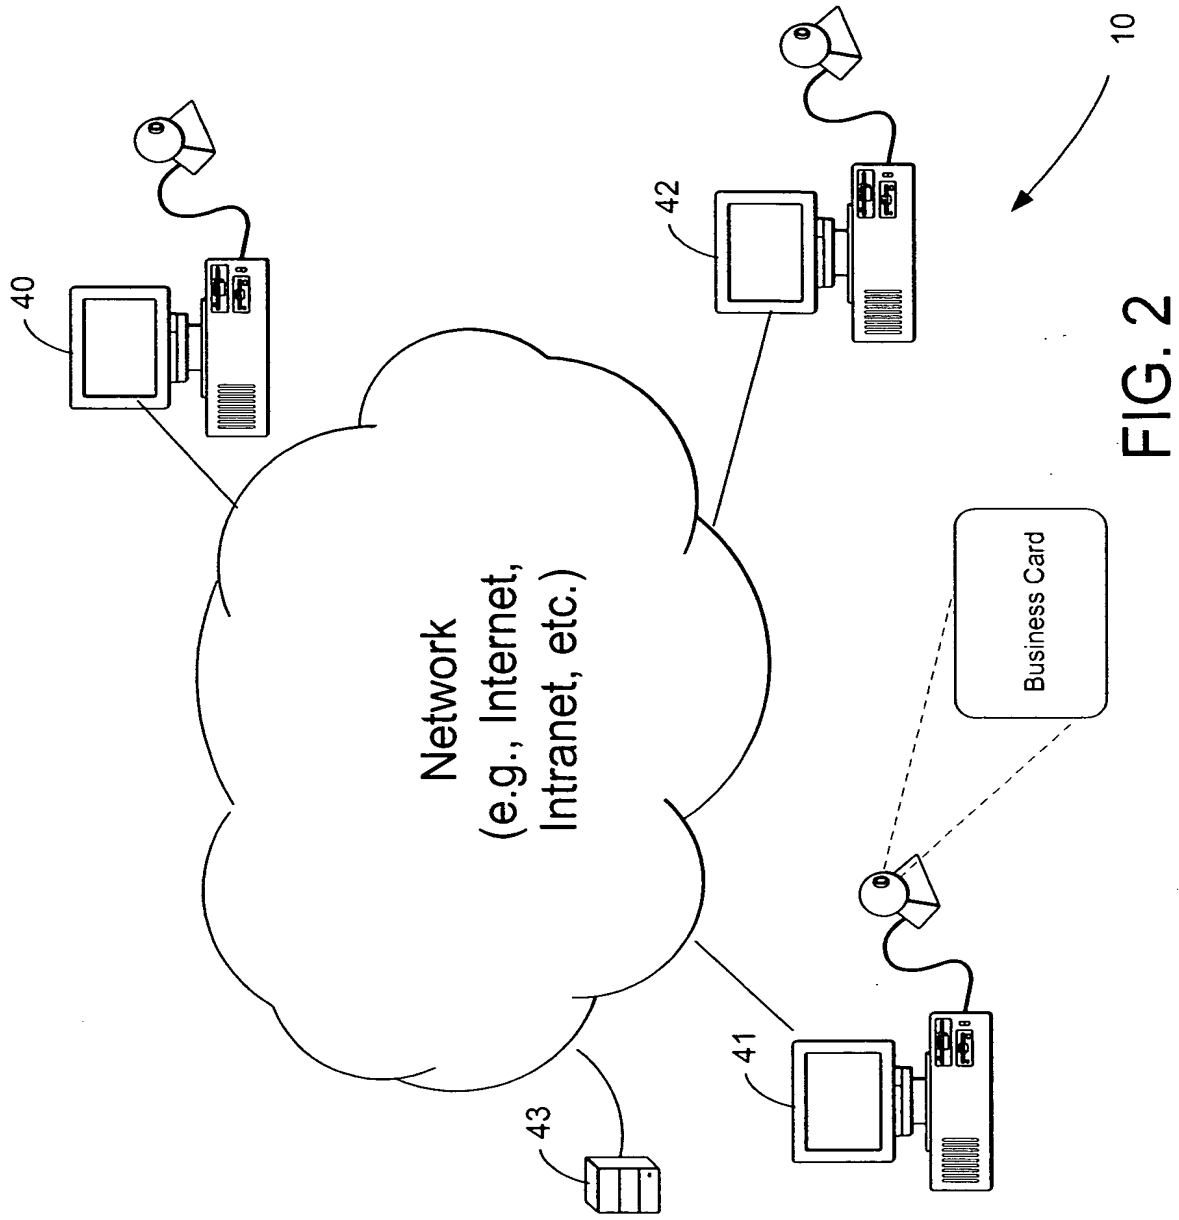 40
Network
(e.g., Internet,
Intranet, etc.)
42
43
41
Business Card
10
FIG. 2